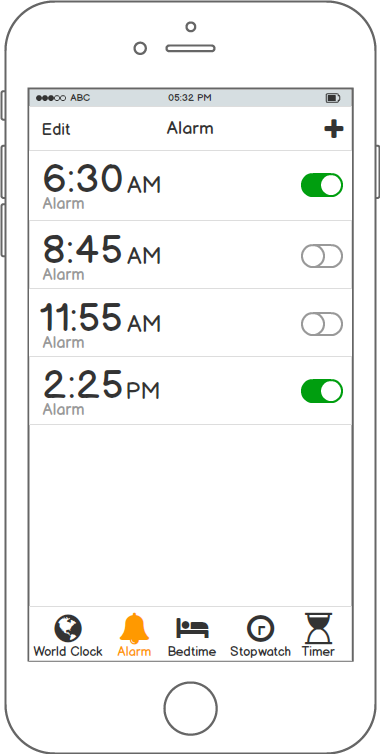 ABC 05:32 PM
Edit Alarm
6:30 AM
Alarm
8:45 AM
Alarm
11:55 AM
Alarm
2:25 PM
Alarm
World Clock Alarm Bedtime Stopwatch Timer